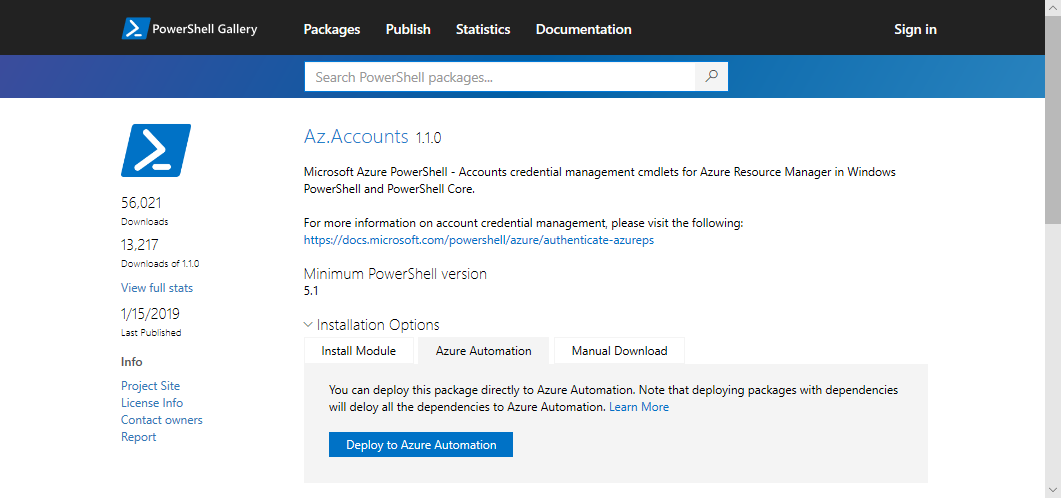 PowerShell Gallery
Packages
Publish
Statistics
Documentation
Sign in
Search PowerShell packages...
56,021
Downloads
13,217
Downloads of 1.1.0
View full stats
1/15/2019
Last Published
Info
Project Site
License Info
Contact owners
Report
Az.Accounts 1.1.0
Microsoft Azure PowerShell - Accounts credential management cmdlets for Azure Resource Manager in Windows
PowerShell and PowerShell Core.
For more information on account credential management, please visit the following:
https://docs.microsoft.com/powershell/azure/authenticate-azureps
Minimum PowerShell version
5.1
Installation Options
Install Module
Azure Automation
Manual Download
You can deploy this package directly to Azure Automation. Note that deploying packages with dependencies
will deloy all the dependencies to Azure Automation. Learn More
Deploy to Azure Automation